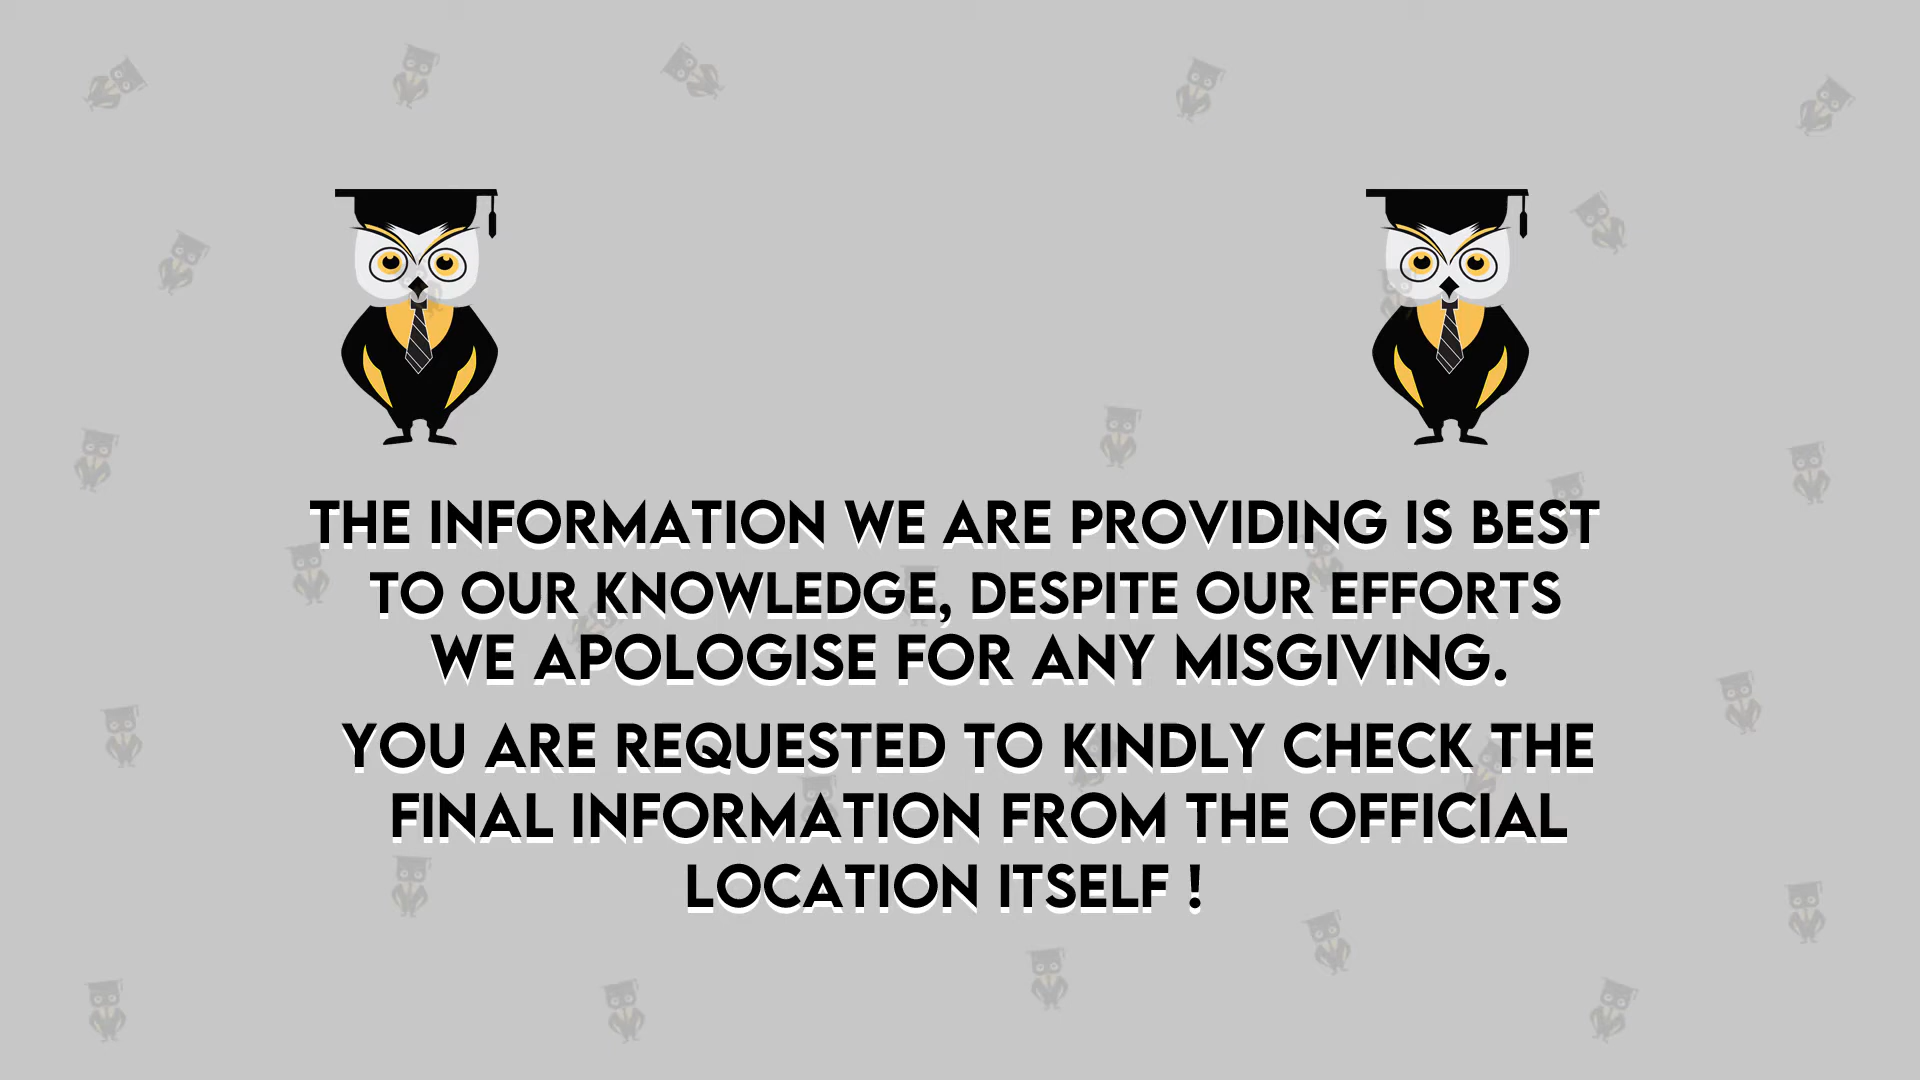 THE INFORMATION WE ARE PROVIDING IS BEST
TO OUR KNOWLEDGE, DESPITE OUR EFFORTS
WE APOLOGISE FOR ANY MISGIVING.
YOU ARE REQUESTED TO KINDLY CHECK THE
FINAL INFORMATION FROM THE OFFICIAL
LOCATION ITSELF !